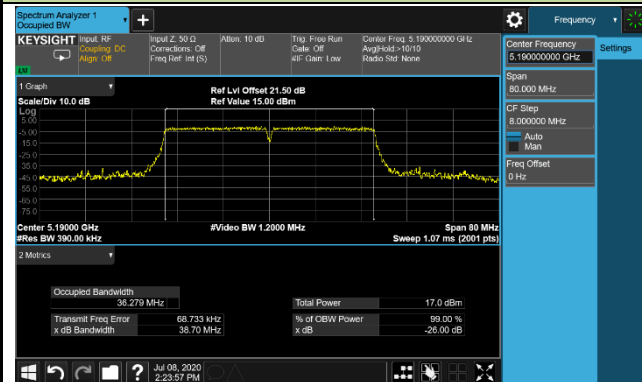 Spectrum Analyzer 1
Occupied BW
+
Frequency
KEYSIGHT
Input: RF
Coupling: DC
Align: Off
Input Z: 50 Ω
Corrections: Off
Freq Ref: Int (S)
Atten: 10 dB
Trig: Free Run
Gate: Off
#IF Gain: Low
Center Freq: 5.190000000 GHz
Avg|Hold:>10/10
Radio Std: None
LXI
Center Frequency
5.190000000 GHz
Settings
Span
80.000 MHz
CF Step
8.000000 MHz
Auto
Man
Freq Offset
0 Hz
1 Graph
Scale/Div 10.0 dB
Ref Lvl Offset 21.50 dB
Ref Value 15.00 dBm
Log
5.00
-5.00
-15.0
-25.0
-35.0
-45.0
-55.0
-65.0
-75.0
Center 5.19000 GHz
#Res BW 390.00 kHz
#Video BW 1.2000 MHz
Span 80 MHz
Sweep 1.07 ms (2001 pts)
2 Metrics
Occupied Bandwidth
36.279 MHz
Total Power 17.0 dBm
Transmit Freq Error 68.733 kHz
% of OBW Power 99.00 %
x dB Bandwidth 38.70 MHz
x dB -26.00 dB
?
Jul 08, 2020
2:23:57 PM